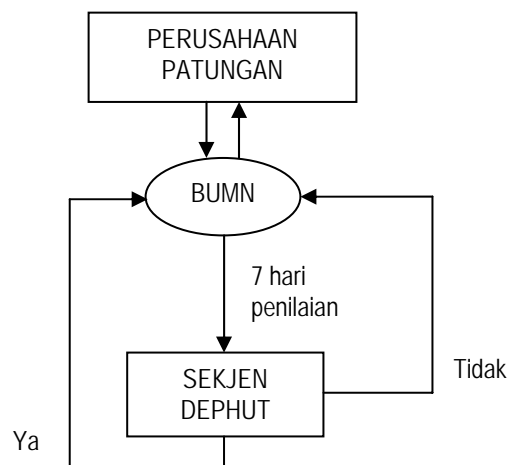 PERUSAHAAN
PATUNGAN
BUMN
7 hari
penilaian
SEKJEN
DEPHUT
Tidak
Ya